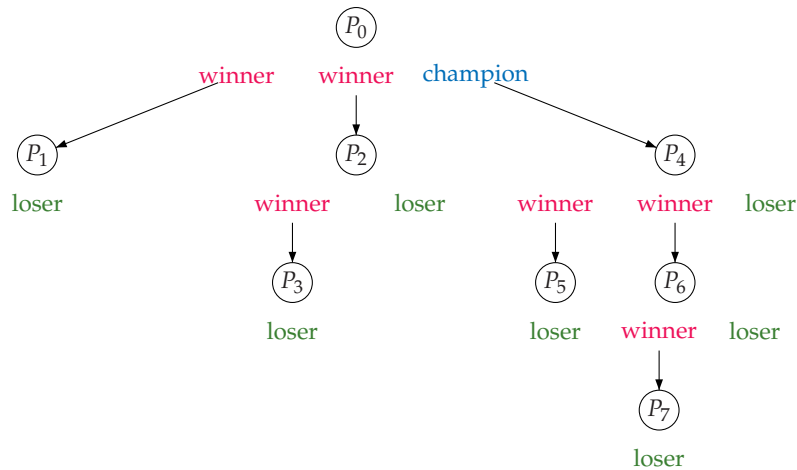 P0
winner winner champion
P1 P2 P4
loser winner loser winner winner loser
P3 P5 P6
loser loser winner loser
P7
loser